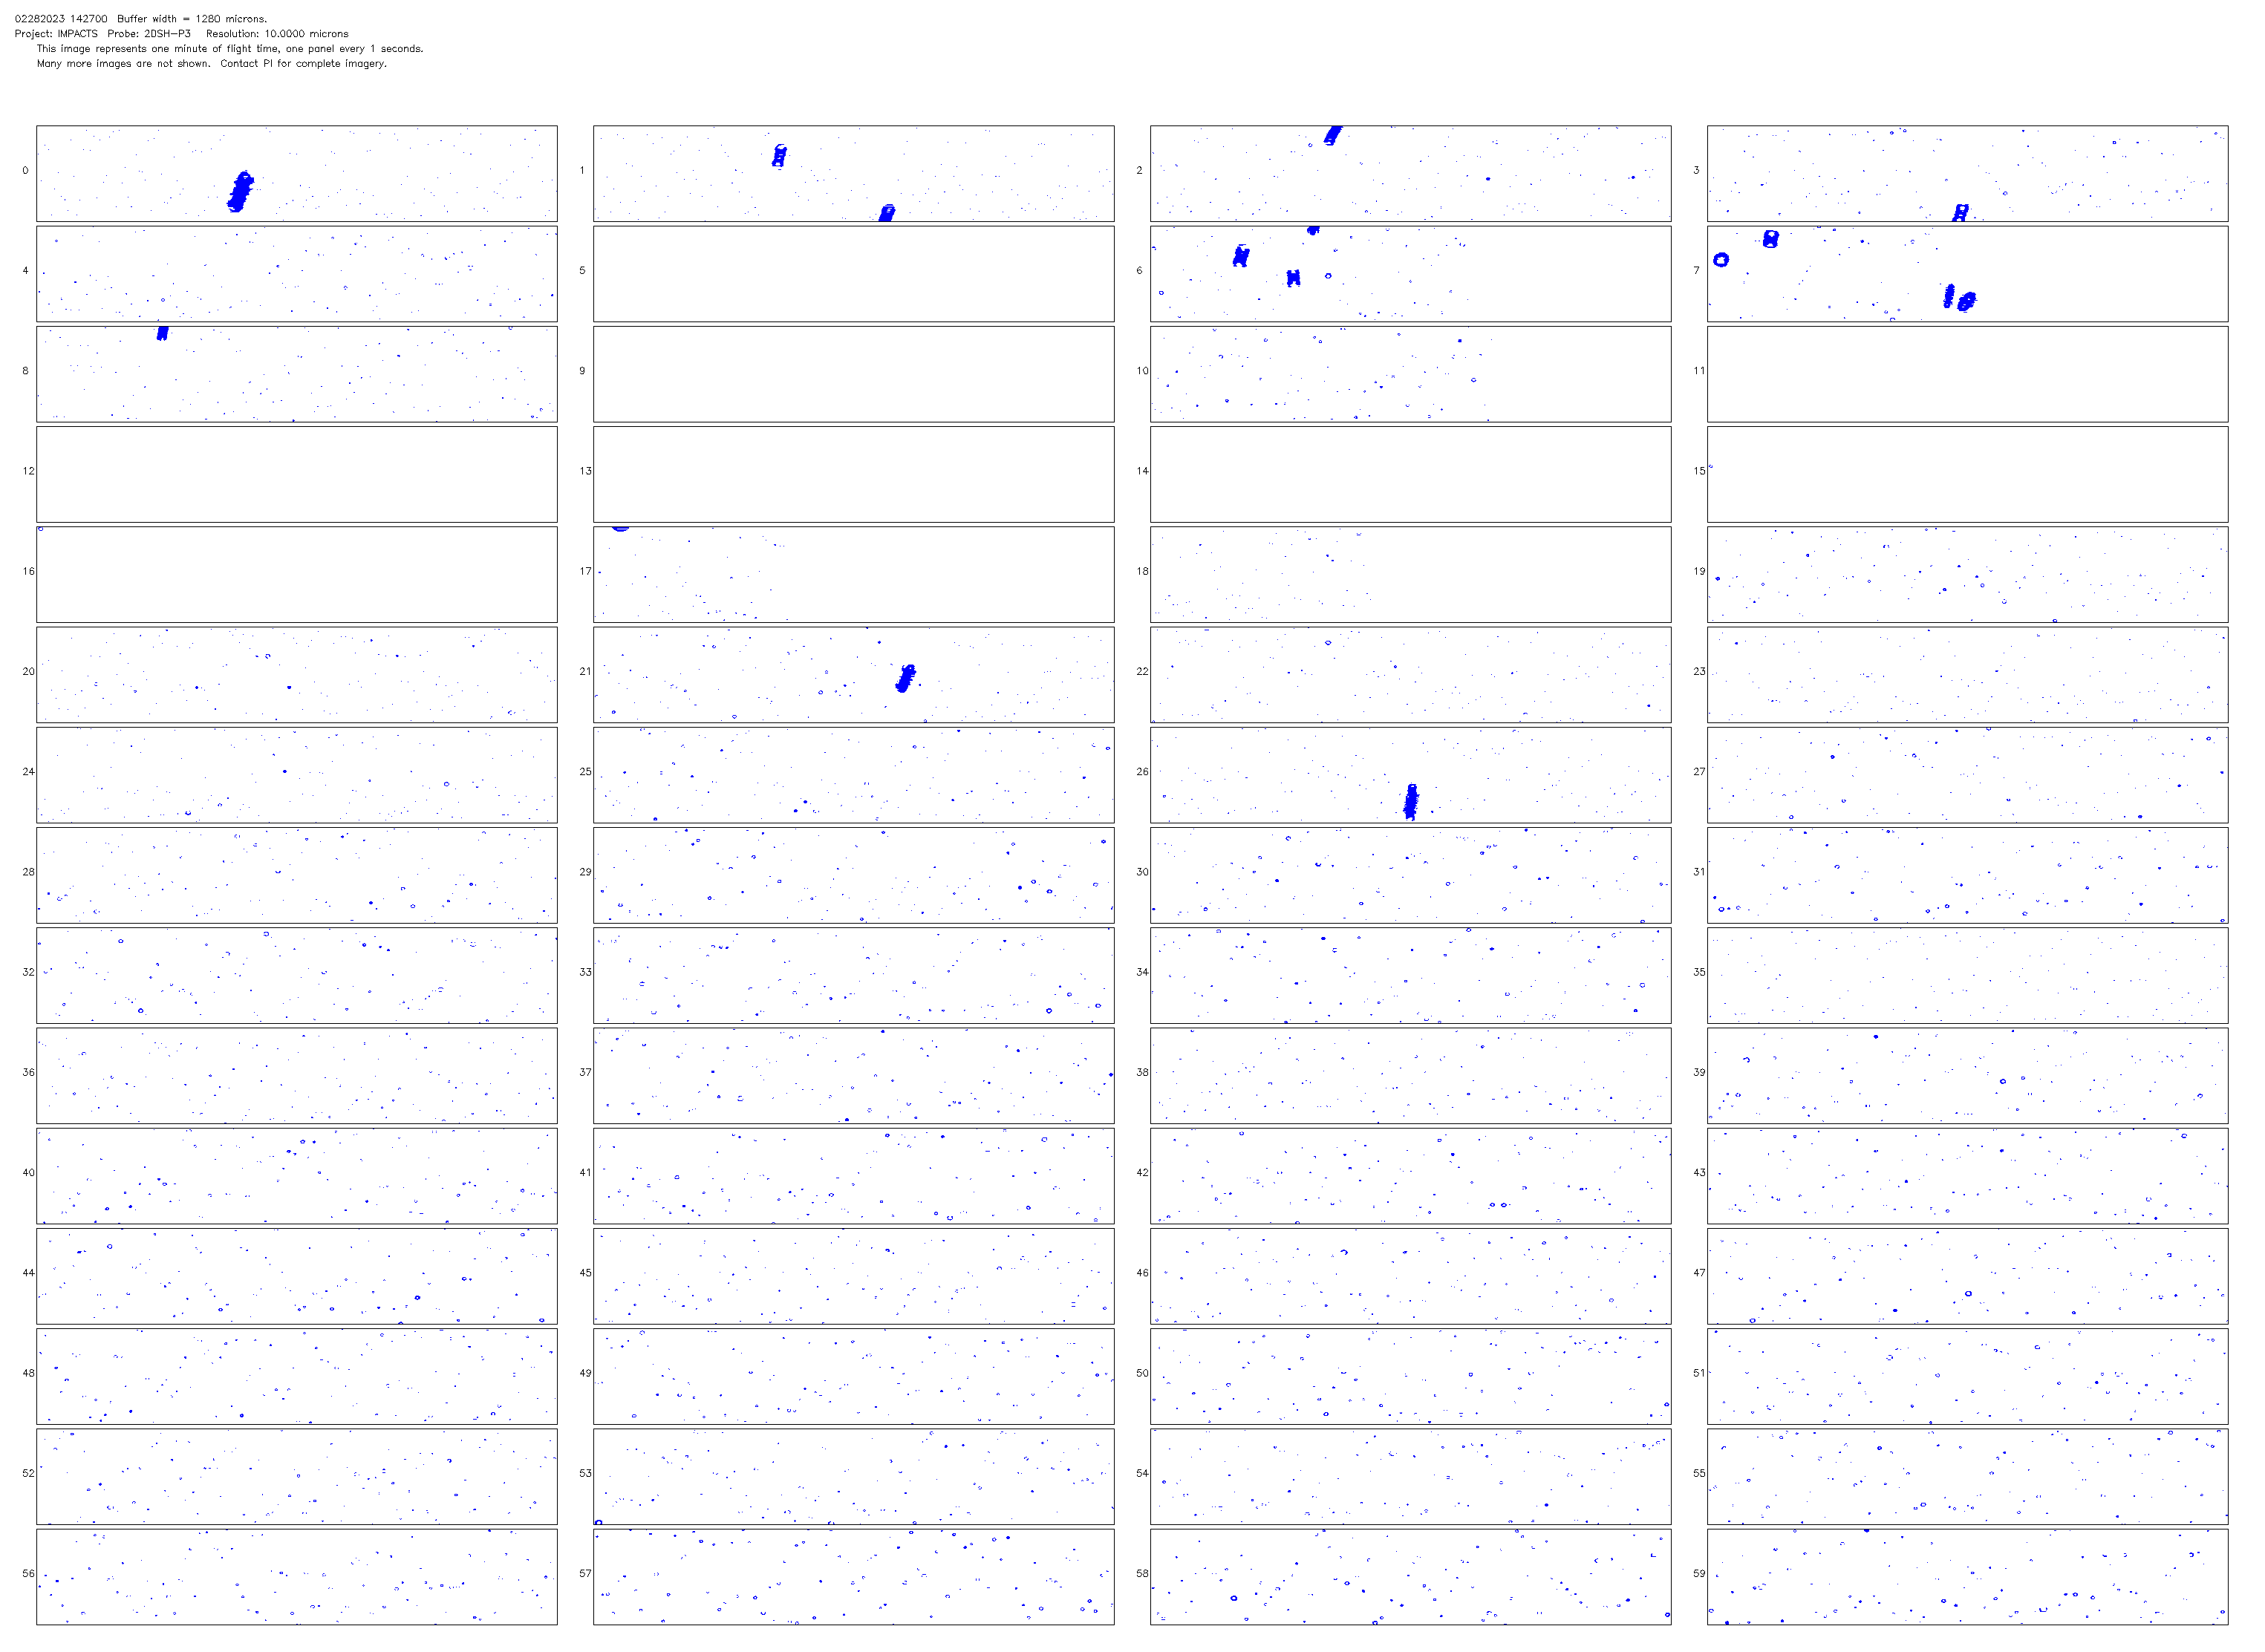 02282023 142700 Buffer width = 1280 microns.
Project: IMPACTS Probe: 2DSH-P3 Resolution: 10.0000 microns
This image represents one minute of flight time, one panel every 1 seconds.
Many more images are not shown. Contact PI for complete imagery.
0 1 2 3
4 5 6 7
8 9 10 11
12 13 14 15
16 17 18 19
20 21 22 23
24 25 26 27
28 29 30 31
32 33 34 35
36 37 38 39
40 41 42 43
44 45 46 47
48 49 50 51
52 53 54 55
56 57 58 59